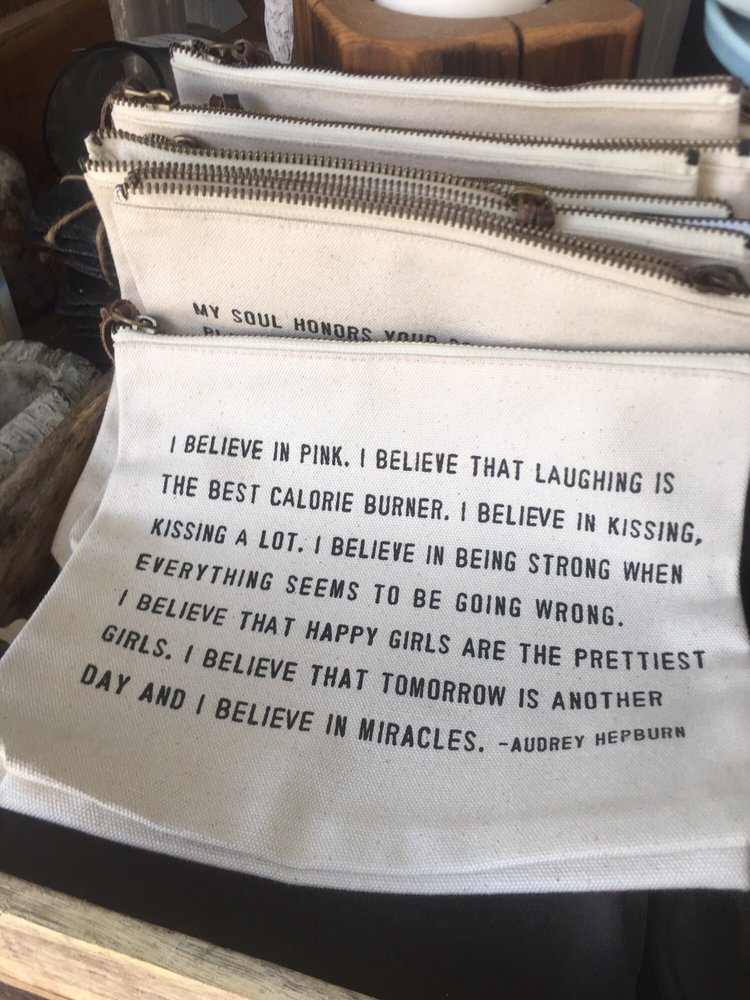 MY SOUL HONORS YOUR
I BELIEVE IN PINK. I BELIEVE THAT LAUGHING IS
THE BEST CALORIE BURNER. I BELIEVE IN KISSING,
KISSING A LOT. I BELIEVE IN BEING STRONG WHEN
EVERYTHING SEEMS TO BE GOING WRONG.
I BELIEVE THAT HAPPY GIRLS ARE THE PRETTIEST
GIRLS. I BELIEVE THAT TOMORROW IS ANOTHER
DAY AND I BELIEVE IN MIRACLES. -AUDREY HEPBURN